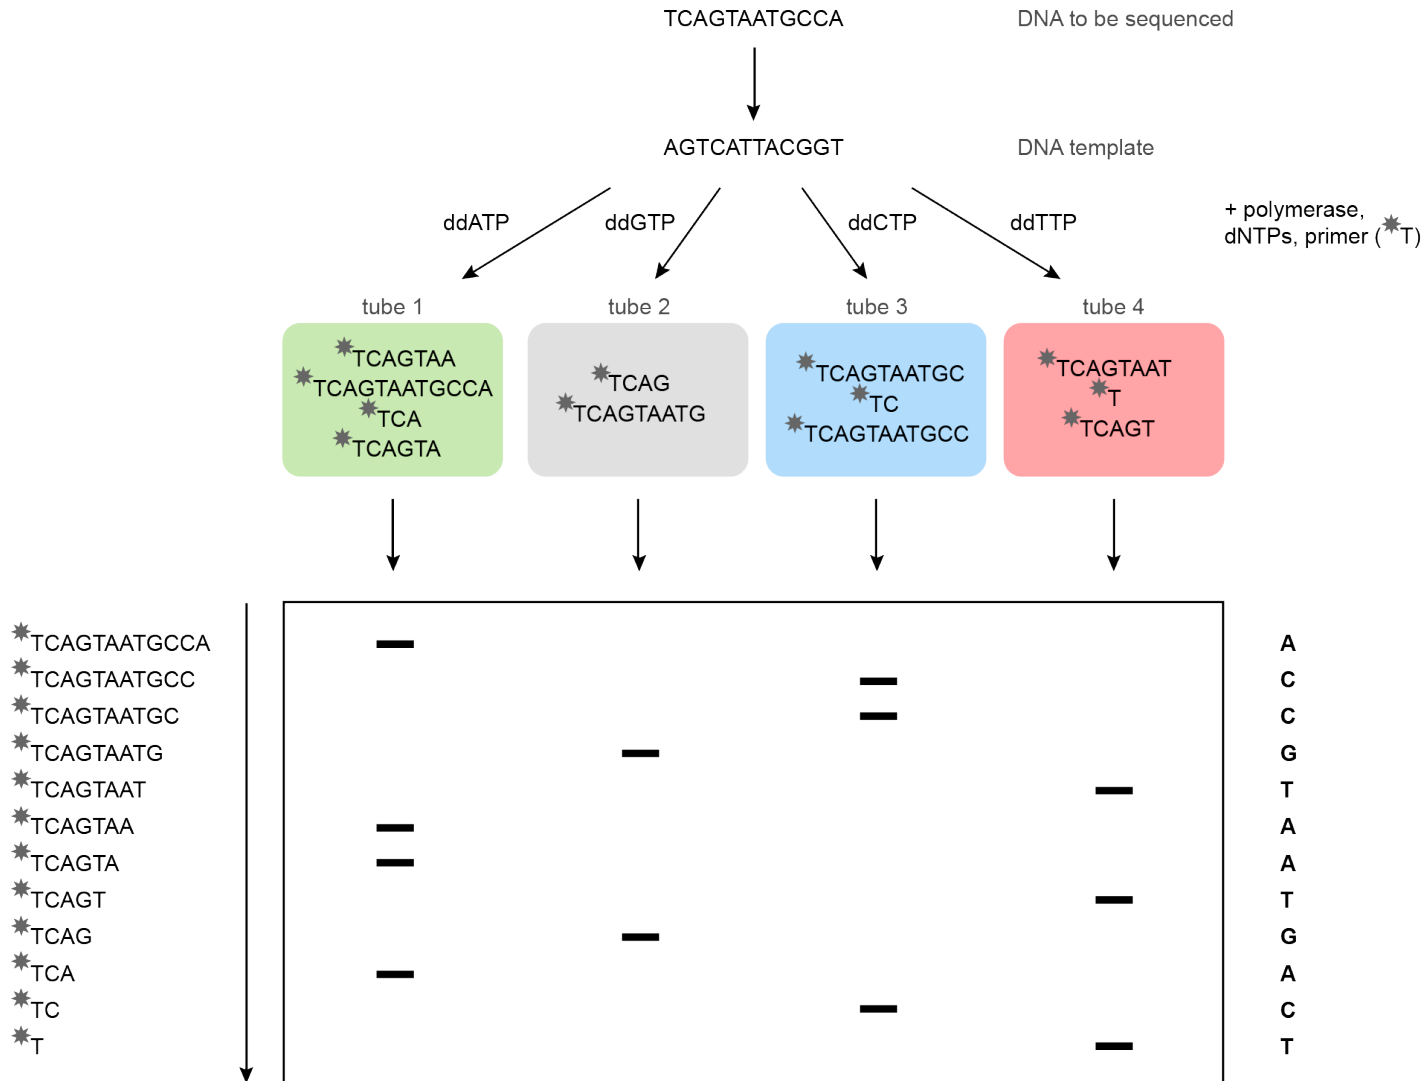 TCAGTAATGCCA
DNA to be sequenced
AGTCATTACGGT
DNA template
ddATP
ddGTP
ddCTP
ddTTP
+ polymerase,
dNTPs, primer (T)
tube 1
tube 2
tube 3
tube 4
TCAGTAA
TCAGTAATGCCA
TCA
TCAGTA
TCAG
TCAGTAATG
TCAGTAATGC
TC
TCAGTAATGCC
TCAGTAAT
T
TCAGT
TCAGTAATGCCA
A
TCAGTAATGCC
C
TCAGTAATGC
C
TCAGTAATG
G
TCAGTAAT
T
TCAGTAA
A
TCAGTA
A
TCAGT
T
TCAG
G
TCA
A
TC
C
T
T